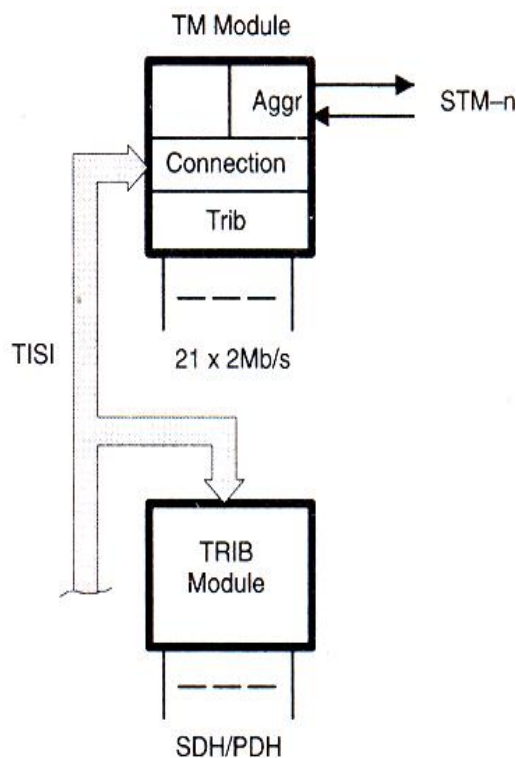 TM Module
Aggr
STM–n
Connection
Trib
TISI
21 x 2Mb/s
TRIB
Module
SDH/PDH